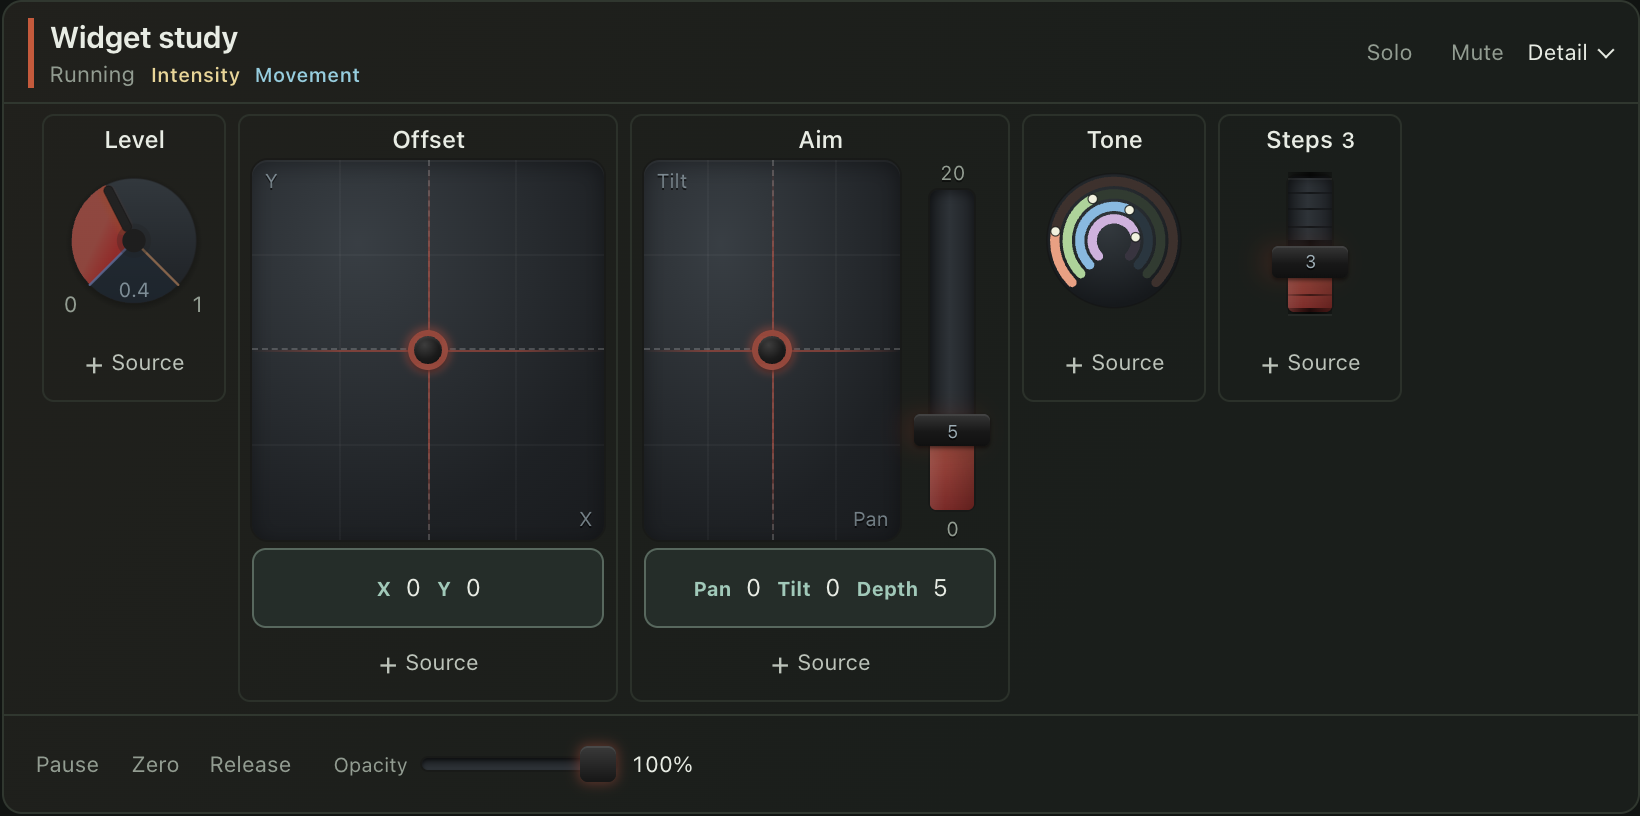 Widget study
Running Intensity Movement
Solo Mute Detail
Level
0.4
0 1
+ Source
Offset
Y
X
X 0 Y 0
+ Source
Aim
Tilt
Pan
20
5
0
Pan 0 Tilt 0 Depth 5
+ Source
Tone
+ Source
Steps 3
3
+ Source
Pause Zero Release Opacity 100%